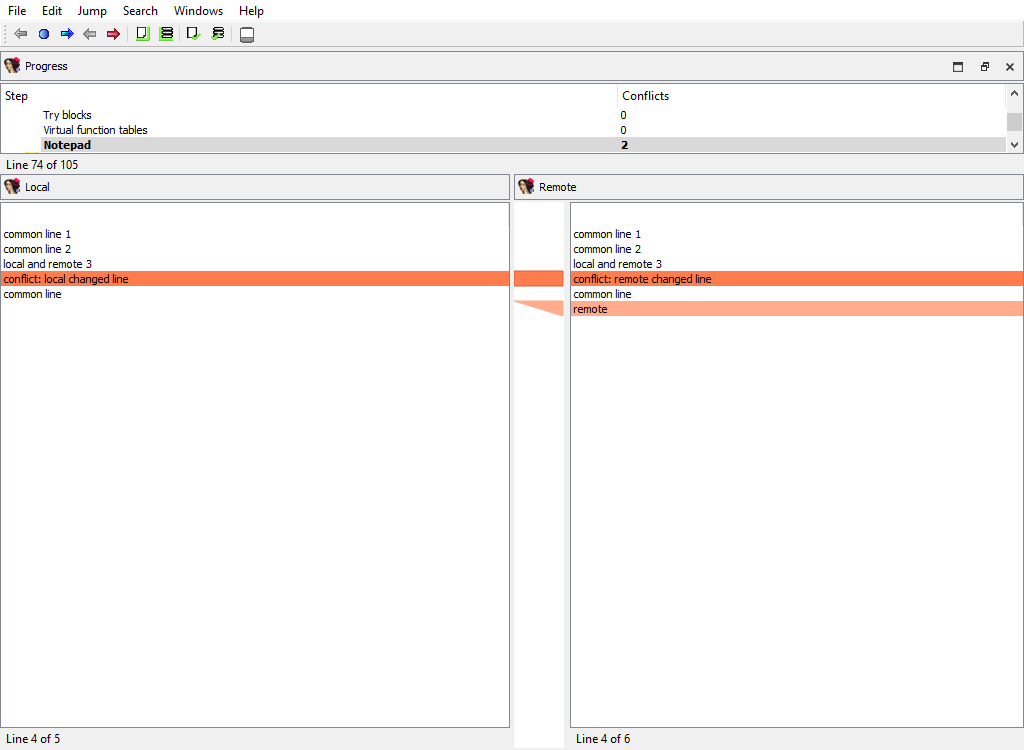 File Edit Jump Search Windows Help
Progress
Step Conflicts
Try blocks 0
Virtual function tables 0
Notepad 2
Line 74 of 105
Local
common line 1
common line 2
local and remote 3
conflict: local changed line
common line
Line 4 of 5
Remote
common line 1
common line 2
local and remote 3
conflict: remote changed line
common line
remote
Line 4 of 6